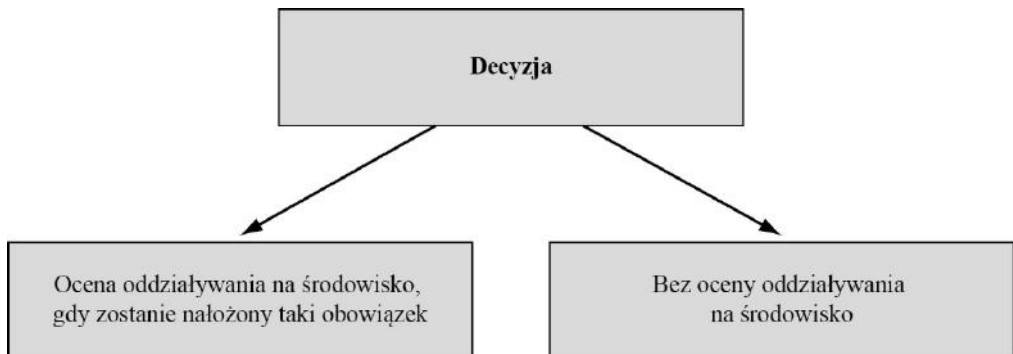 Decyzja
Ocena oddziaływania na środowisko,
gdy zostanie nałożony taki obowiązek
Bez oceny oddziaływania
na środowisko